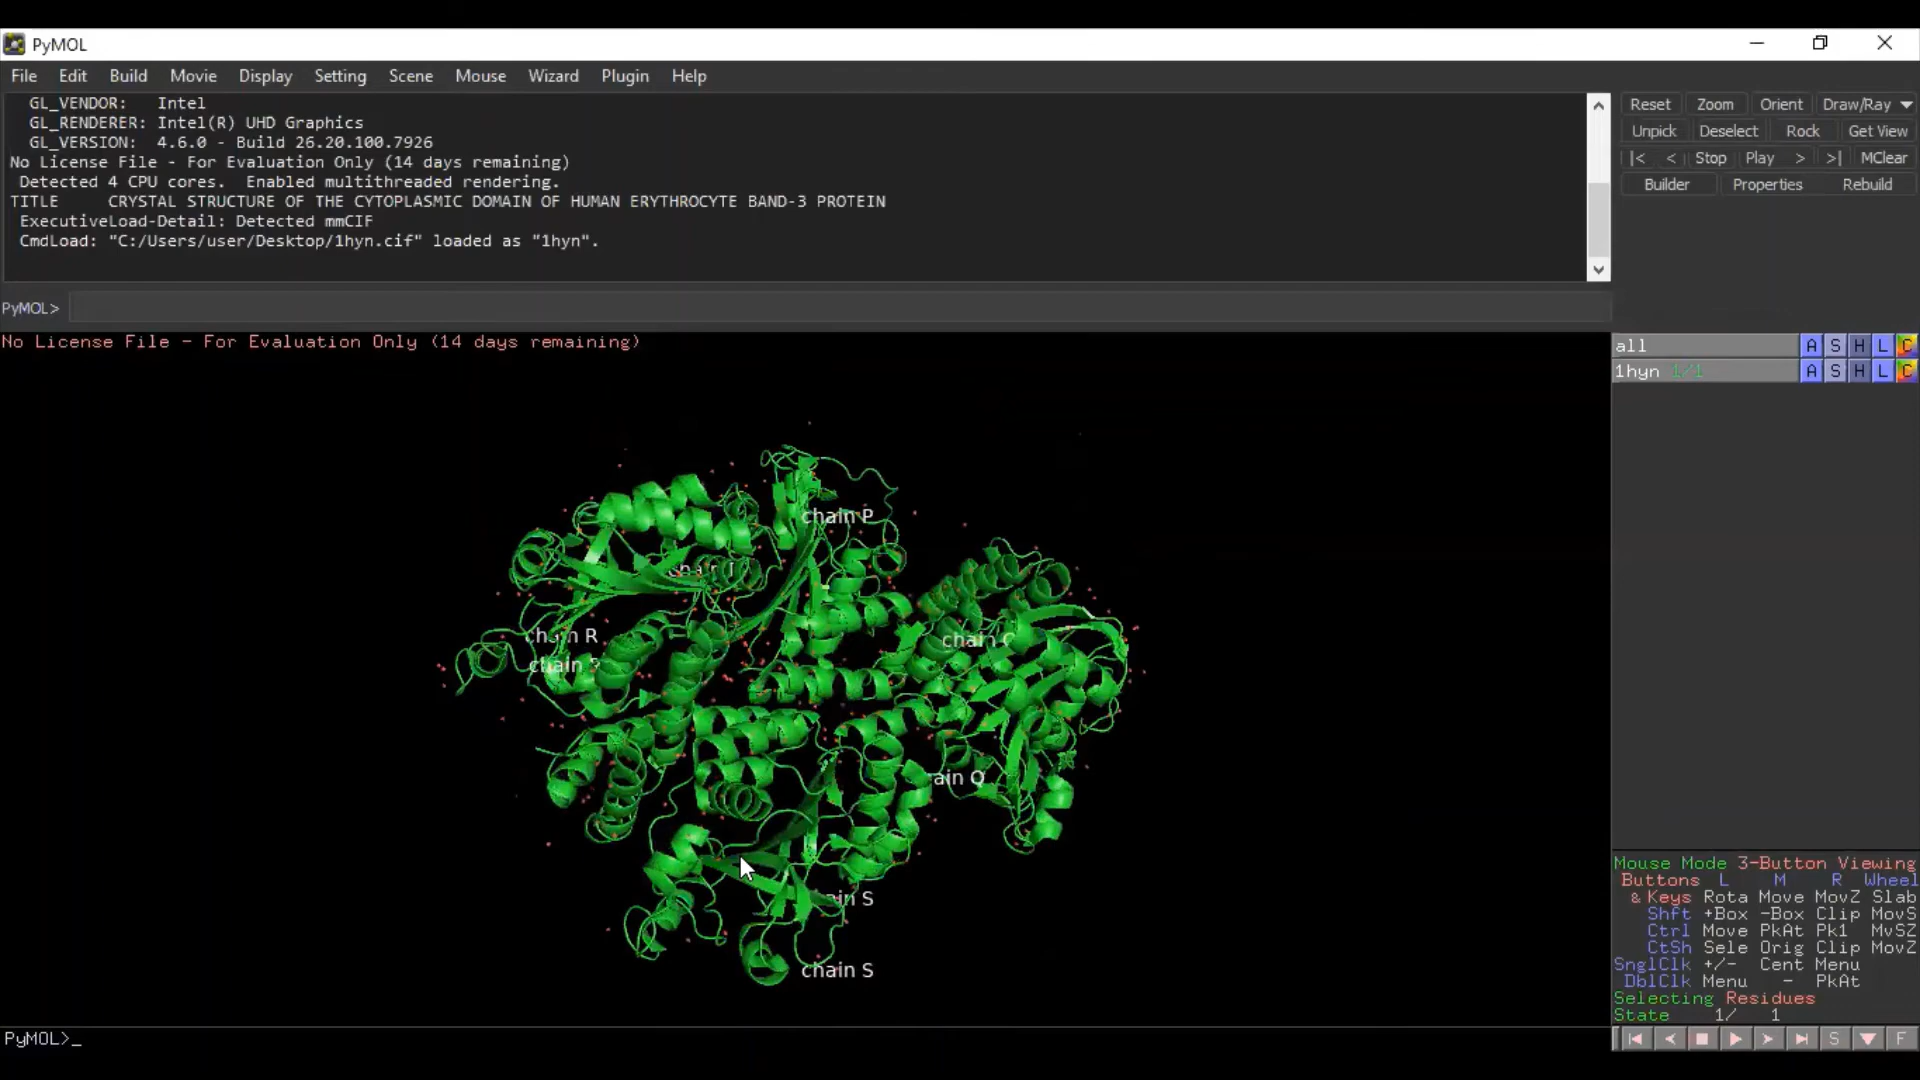 PyMOL
File Edit Build Movie Display Setting Scene Mouse Wizard Plugin Help
GL_VENDOR: Intel
GL_RENDERER: Intel(R) UHD Graphics
GL_VERSION: 4.6.0 - Build 26.20.100.7926
No License File - For Evaluation Only (14 days remaining)
Detected 4 CPU cores. Enabled multithreaded rendering.
TITLE CRYSTAL STRUCTURE OF THE CYTOPLASMIC DOMAIN OF HUMAN ERYTHROCYTE BAND-3 PROTEIN
ExecutiveLoad-Detail: Detected mmCIF
CmdLoad: "C:/Users/user/Desktop/1hyn.cif" loaded as "1hyn".
PyMOL>
Reset Zoom Orient Draw/Ray
Unpick Deselect Rock Get View
|< < Stop Play > >| MClear
Builder Properties Rebuild
No License File - For Evaluation Only (14 days remaining)
all A S H L C
1hyn 1/1 A S H L C
chain P
chain R
chain
chain
ain Q
ain S
chain S
Mouse Mode 3-Button Viewing
Buttons L M R Wheel
& Keys Rota Move MovZ Slab
Shft +Box -Box Clip MovS
Ctrl Move PkAt Pk1 MvSZ
CtSh Sele Orig Clip MovZ
SnglClk +/- Cent Menu
DblClk Menu - PkAt
Selecting Residues
State 1/ 1
PyMOL>_
S F